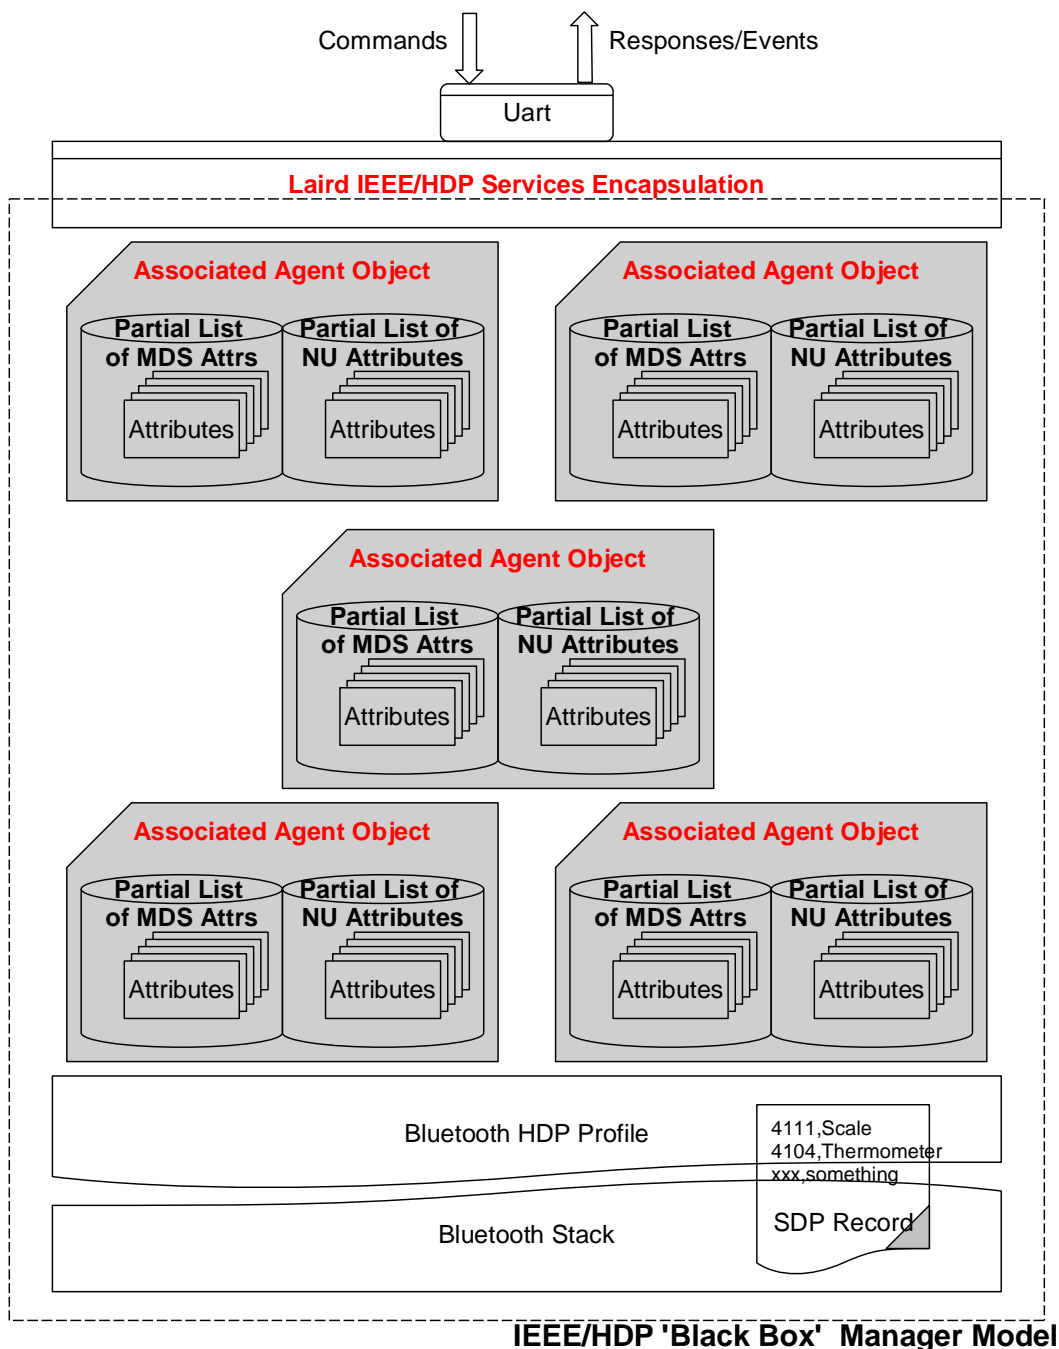 Commands
Responses/Events
Uart
Laird IEEE/HDP Services Encapsulation
Associated Agent Object
Partial List
of MDS Attrs
Partial List of
NU Attributes
Attributes
Attributes
Associated Agent Object
Partial List
of MDS Attrs
Partial List of
NU Attributes
Attributes
Attributes
Associated Agent Object
Partial List
of MDS Attrs
Partial List of
NU Attributes
Attributes
Attributes
Associated Agent Object
Partial List
of MDS Attrs
Partial List of
NU Attributes
Attributes
Attributes
Associated Agent Object
Partial List
of MDS Attrs
Partial List of
NU Attributes
Attributes
Attributes
Bluetooth HDP Profile
4111,Scale
4104,Thermometer
xxx,something
SDP Record
Bluetooth Stack
IEEE/HDP 'Black Box' Manager Model